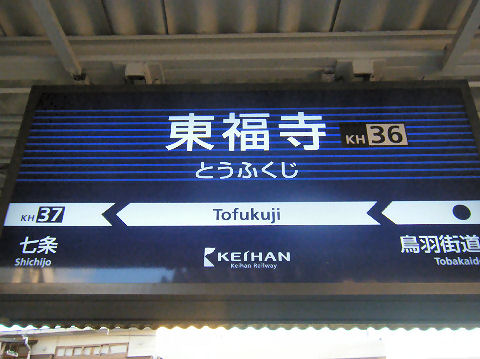 東福寺 KH 36
とうふくじ
KH 37
Tofukuji
七条
Shichijo
鳥羽街道
Tobakaido
KEIHAN
Keihan Railway